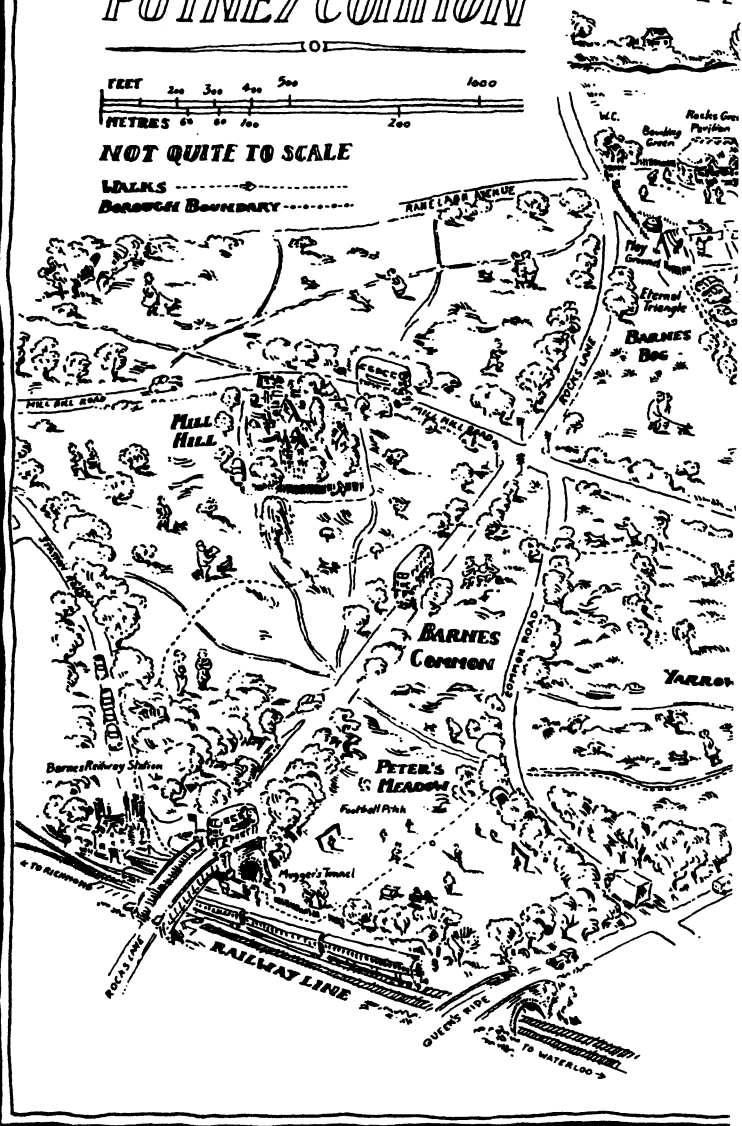 PUTNEY COMMON
FEET 200 300 400 500 1000
METRES 60 80 100 200
NOT QUITE TO SCALE
WALKS
BOROUGH BOUNDARY
RANELAGH AVENUE
W.C.
Bowling
Green
Rocks Gre
Pavilion
Play
Ground
Eternal
Triangle
BARNES
BOG
ROCKS LANE
MILL HILL ROAD
MILL
HILL
MILL HILL ROAD
STATION ROAD
BARNES
COMMON
COMMON ROAD
YARROW
Barnes Railway Station
PETER'S
MEADOW
Football Pitch
Mugger's Tunnel
< TO RICHMOND
ROCKS LANE
RAILWAY LINE
QUEEN'S RIDE
TO WATERLOO →